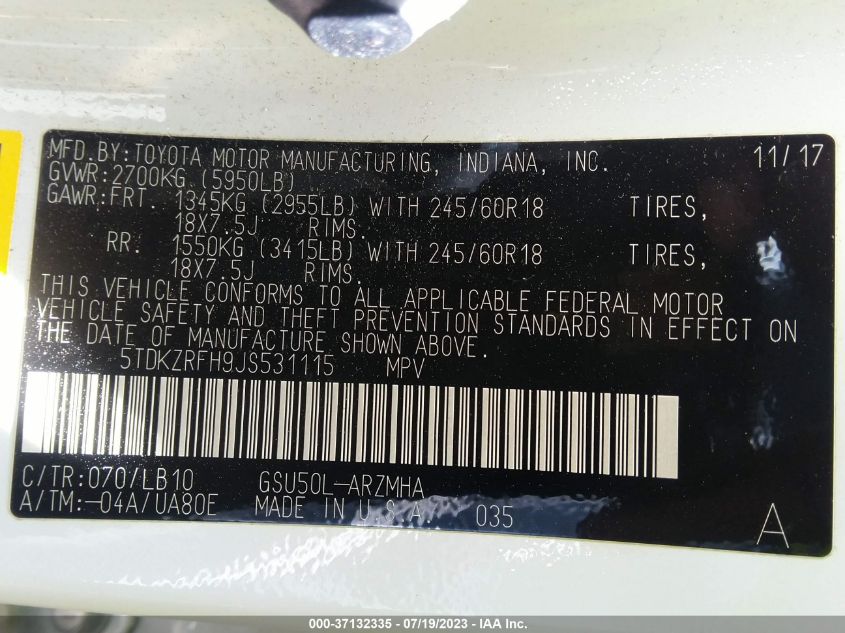 MFD.BY:TOYOTA MOTOR MANUFACTURING, INDIANA, INC. 11/17
GVWR:2700KG (5950LB)
GAWR:FRT. 1345KG (2955LB) WITH 245/60R18 TIRES,
18X7.5J RIMS.
RR. 1550KG (3415LB) WITH 245/60R18 TIRES,
18X7.5J RIMS.
THIS VEHICLE CONFORMS TO ALL APPLICABLE FEDERAL MOTOR
VEHICLE SAFETY AND THEFT PREVENTION STANDARDS IN EFFECT ON
THE DATE OF MANUFACTURE SHOWN ABOVE.
5TDKZRFH9JS531115 MPV
C/TR:070/LB10 GSU50L-ARZMHA
A/TM:-04A/UA80E MADE IN U.S.A. 035 A
000-37132335 - 07/19/2023 - IAA Inc.